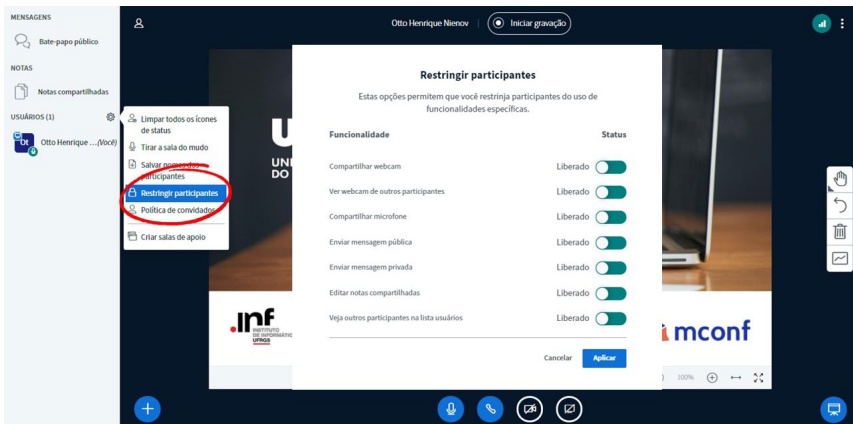 MENSAGENS
Bate-papo público
NOTAS
Notas compartilhadas
USUÁRIOS (1)
Ot
Otto Henrique ...(Você)
Otto Henrique Nienov
Iniciar gravação
Limpar todos os ícones
de status
Tirar a sala do mudo
Salvar nomes dos
participantes
Restringir participantes
Política de convidados
Criar salas de apoio
UNI
DO
Restringir participantes
Estas opções permitem que você restrinja participantes do uso de
funcionalidades específicas.
Funcionalidade Status
Compartilhar webcam Liberado
Ver webcam de outros participantes Liberado
Compartilhar microfone Liberado
Enviar mensagem pública Liberado
Enviar mensagem privada Liberado
Editar notas compartilhadas Liberado
Veja outros participantes na lista usuários Liberado
Cancelar Aplicar
.inf
INSTITUTO
DE INFORMÁTIC
UFRGS
mconf
100%